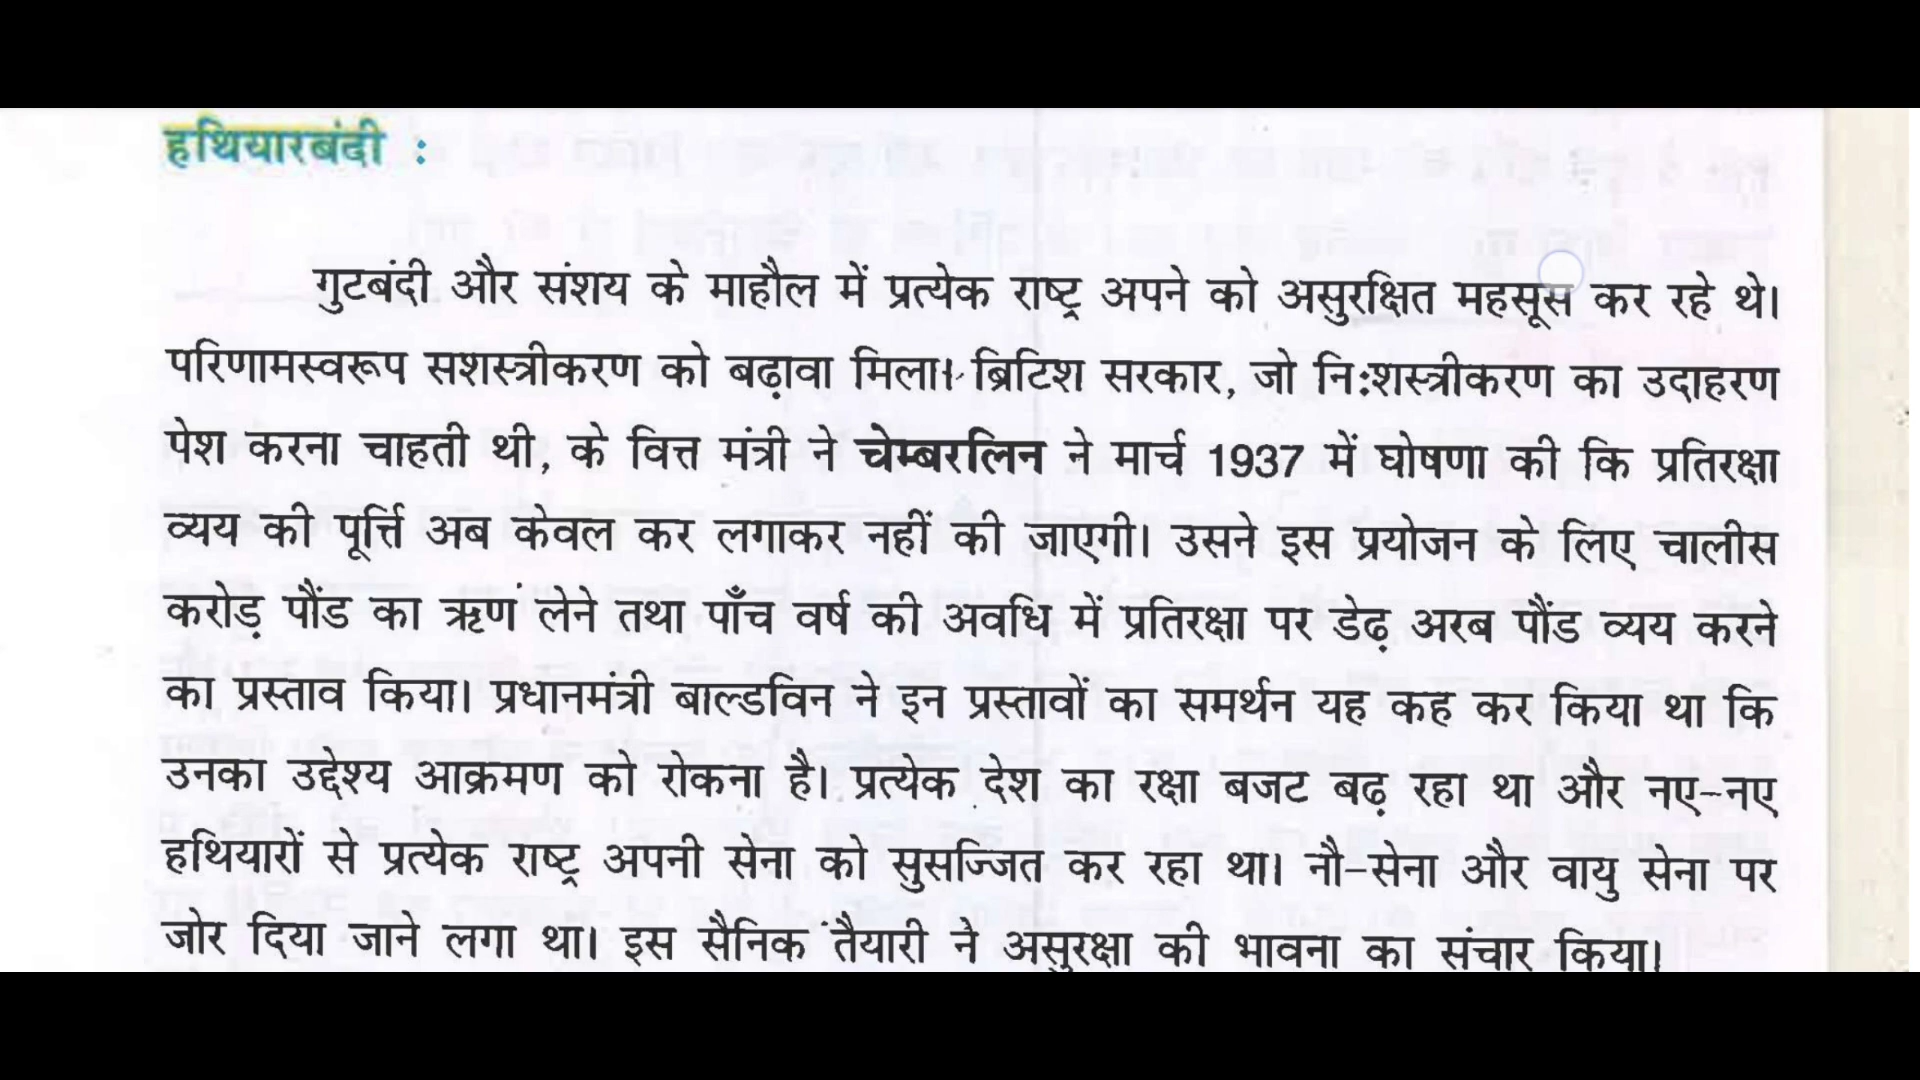 हथियारबंदी :
गुटबंदी और संशय के माहौल में प्रत्येक राष्ट्र अपने को असुरक्षित महसूस कर रहे थे।
परिणामस्वरूप सशस्त्रीकरण को बढ़ावा मिला। ब्रिटिश सरकार, जो नि:शस्त्रीकरण का उदाहरण
पेश करना चाहती थी, के वित्त मंत्री ने चेम्बरलिन ने मार्च 1937 में घोषणा की कि प्रतिरक्षा
व्यय की पूर्त्ति अब केवल कर लगाकर नहीं की जाएगी। उसने इस प्रयोजन के लिए चालीस
करोड़ पौंड का ऋण लेने तथा पाँच वर्ष की अवधि में प्रतिरक्षा पर डेढ़ अरब पौंड व्यय करने
का प्रस्ताव किया। प्रधानमंत्री बाल्डविन ने इन प्रस्तावों का समर्थन यह कह कर किया था कि
उनका उद्देश्य आक्रमण को रोकना है। प्रत्येक देश का रक्षा बजट बढ़ रहा था और नए-नए
हथियारों से प्रत्येक राष्ट्र अपनी सेना को सुसज्जित कर रहा था। नौ-सेना और वायु सेना पर
जोर दिया जाने लगा था। इस सैनिक तैयारी ने असुरक्षा की भावना का संचार किया।